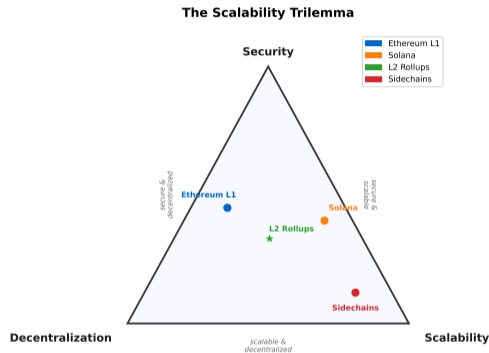 The Scalability Trilemma
Ethereum L1
Solana
L2 Rollups
Sidechains
Security
secure &
decentralized
secure &
scalable
Ethereum L1
Solana
L2 Rollups
Sidechains
Decentralization
Scalability
scalable &
decentralized